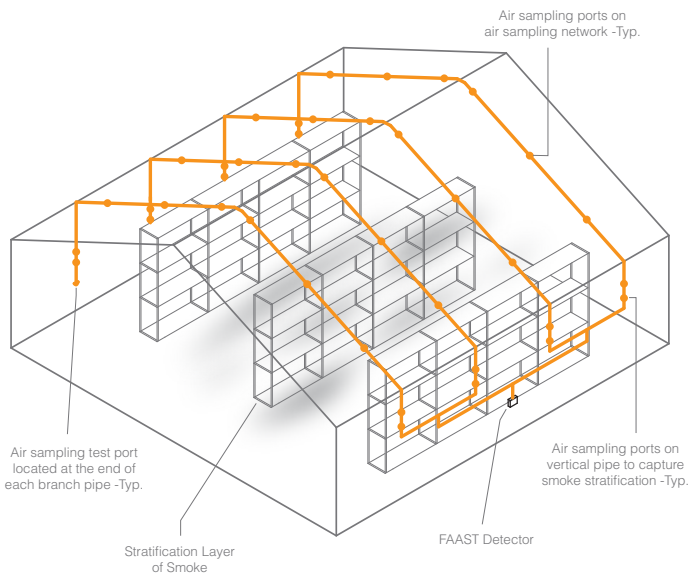 Air sampling ports on
air sampling network -Typ.
Air sampling test port
located at the end of
each branch pipe -Typ.
Air sampling ports on
vertical pipe to capture
smoke stratification -Typ.
FAAST Detector
Stratification Layer
of Smoke